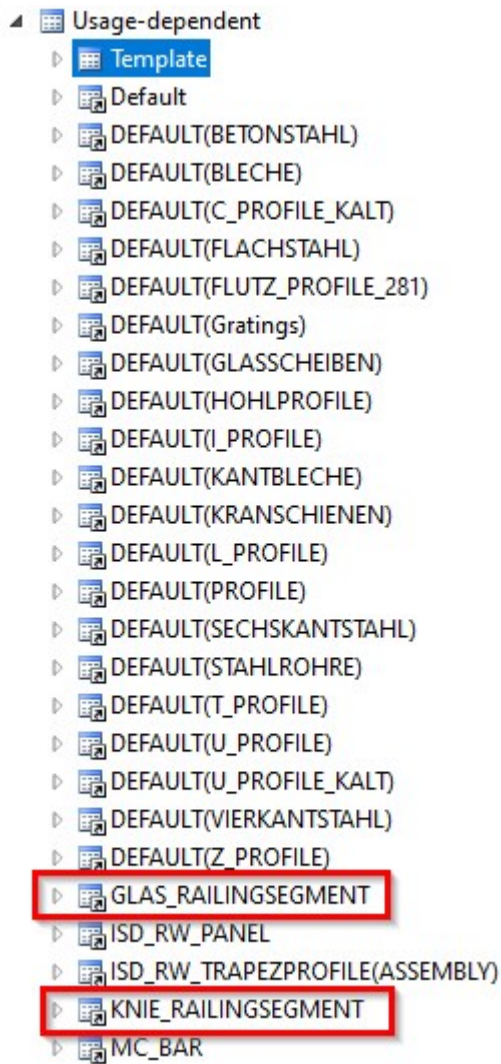 Usage-dependent
Template
Default
DEFAULT(BETONSTAHL)
DEFAULT(BLECHE)
DEFAULT(C_PROFILE_KALT)
DEFAULT(FLACHSTAHL)
DEFAULT(FLUTZ_PROFILE_281)
DEFAULT(Gratings)
DEFAULT(GLASSCHEIBEN)
DEFAULT(HOHLPROFILE)
DEFAULT(I_PROFILE)
DEFAULT(KANTBLECHE)
DEFAULT(KRANSCHIENEN)
DEFAULT(L_PROFILE)
DEFAULT(PROFILE)
DEFAULT(SECHSKANTSTAHL)
DEFAULT(STAHLROHRE)
DEFAULT(T_PROFILE)
DEFAULT(U_PROFILE)
DEFAULT(U_PROFILE_KALT)
DEFAULT(VIERKANTSTAHL)
DEFAULT(Z_PROFILE)
GLAS_RAILINGSEGMENT
ISD_RW_PANEL
ISD_RW_TRAPEZPROFILE(ASSEMBLY)
KNIE_RAILINGSEGMENT
MC_BAR